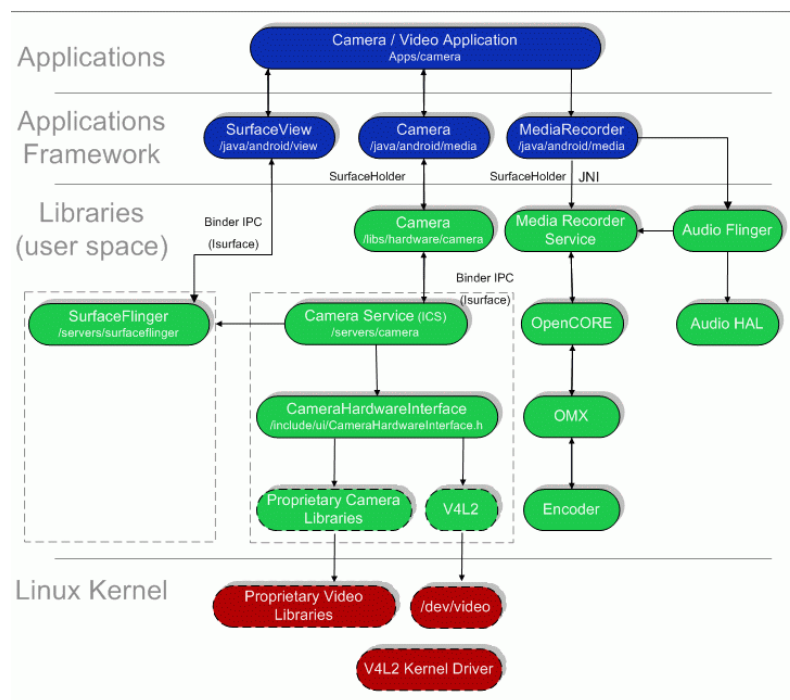 Applications
Camera / Video Application
Apps/camera
Applications
Framework
SurfaceView
/java/android/view
Camera
/java/android/media
MediaRecorder
/java/android/media
SurfaceHolder
SurfaceHolder
JNI
Libraries
(user space)
Binder IPC
(Isurface)
Camera
/libs/hardware/camera
Media Recorder
Service
Audio Flinger
Binder IPC
(Isurface)
SurfaceFlinger
/servers/surfaceflinger
Camera Service (ICS)
/servers/camera
OpenCORE
Audio HAL
CameraHardwareInterface
/include/ui/CameraHardwareInterface.h
OMX
Proprietary Camera
Libraries
V4L2
Encoder
Linux Kernel
Proprietary Video
Libraries
/dev/video
V4L2 Kernel Driver